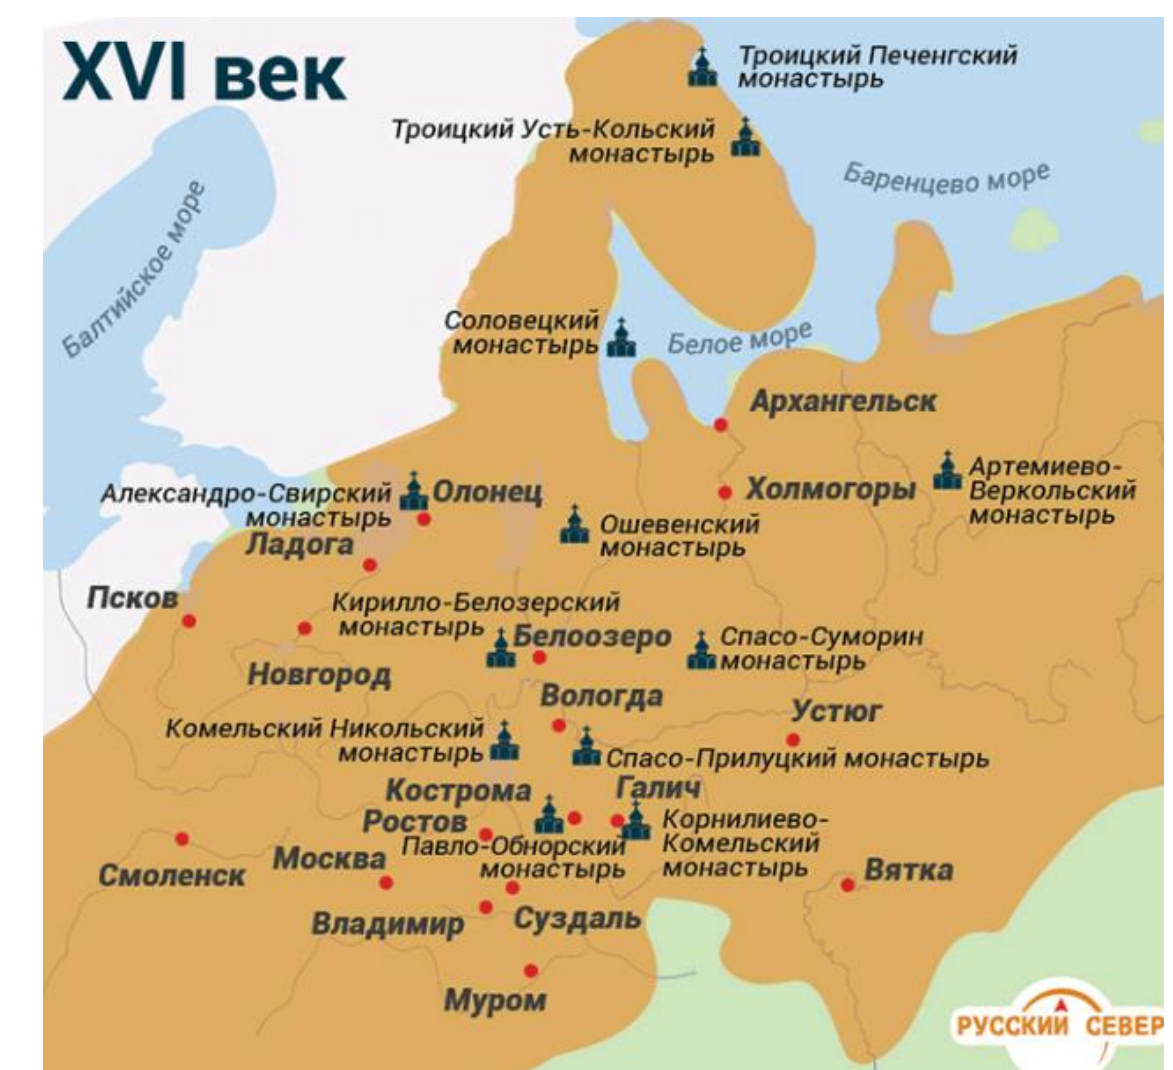 XVI век
Троицкий Печенгский
монастырь
Троицкий Усть-Кольский
монастырь
Баренцево море
Балтийское море
Соловецкий
монастырь
Белое море
Архангельск
Александро-Свирский
монастырь
Олонец
Холмогоры
Артемиево-
Веркольский
монастырь
Ошевенский
монастырь
Ладога
Псков
Кирилло-Белозерский
монастырь
Белоозеро
Спасо-Суморин
монастырь
Новгород
Вологда
Устюг
Комельский Никольский
монастырь
Спасо-Прилуцкий монастырь
Кострома
Галич
Ростов
Корнилиево-
Комельский
монастырь
Павло-Обнорский
монастырь
Москва
Смоленск
Вятка
Владимир
Суздаль
Муром
РУССКИЙ СЕВЕР